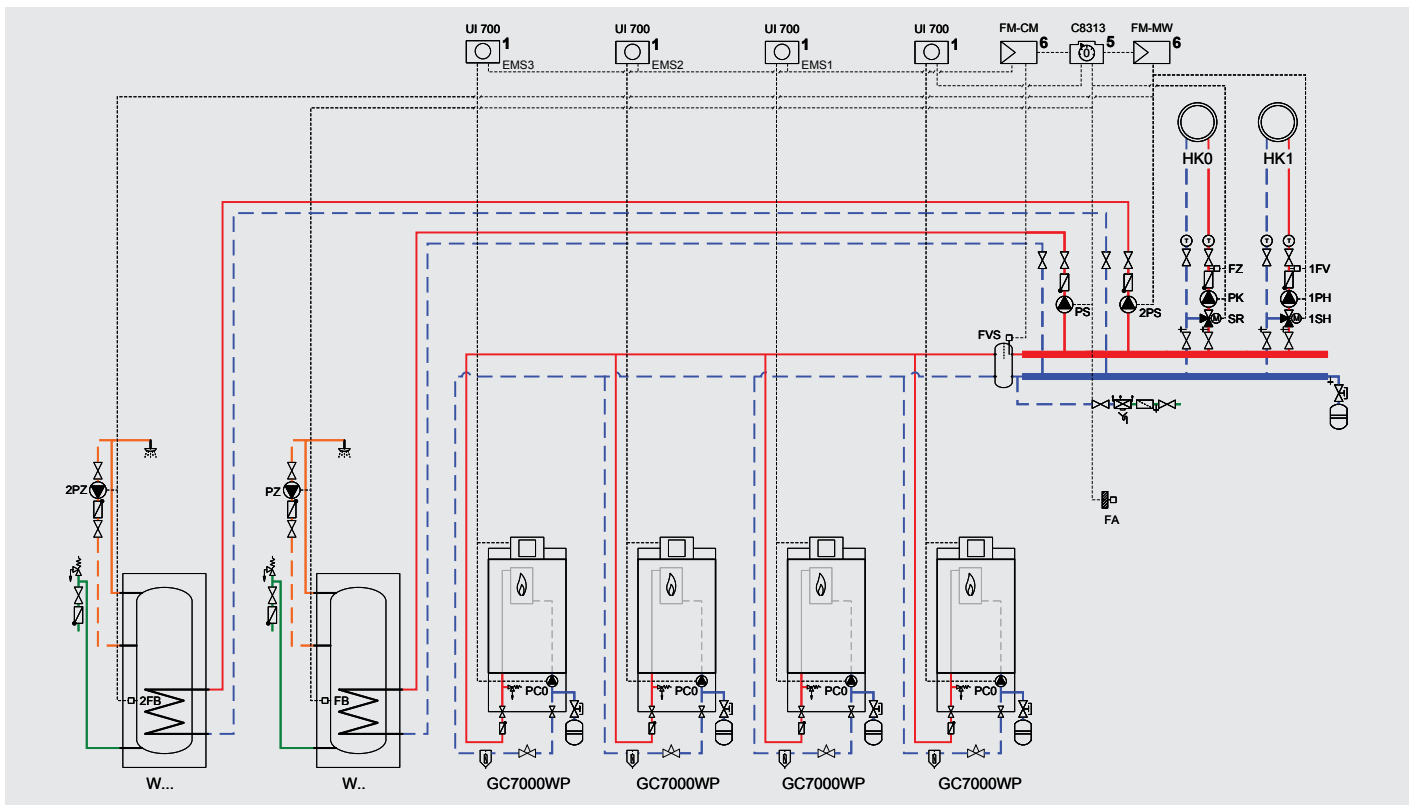 UI 700 UI 700 UI 700 UI 700 FM-CM C8313 FM-MW
1 1 1 1 6 5 6
EMS3 EMS2 EMS1
HK0 HK1
T T T T
FZ 1FV
PK 1PH
PS 2PS
M SR M 1SH
FVS
2PZ PZ
FA
2FB FB PC0 PC0 PC0 PC0
W... W.. GC7000WP GC7000WP GC7000WP GC7000WP